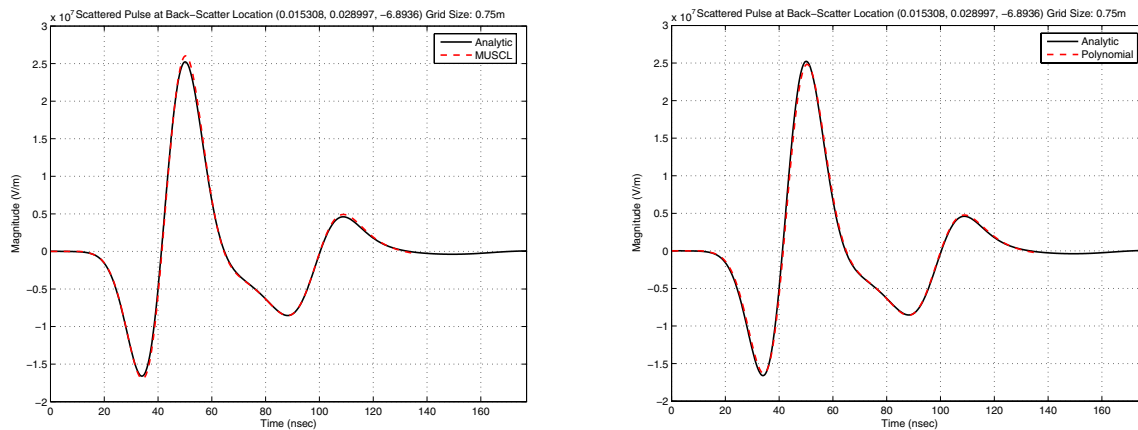 x 10⁷ Scattered Pulse at Back−Scatter Location (0.015308, 0.028997, −6.8936) Grid Size: 0.75m
3
Analytic
MUSCL
2.5
2
1.5
1
0.5
0
−0.5
−1
−1.5
−2
Magnitude (V/m)
0 20 40 60 80 100 120 140 160
Time (nsec)
x 10⁷ Scattered Pulse at Back−Scatter Location (0.015308, 0.028997, −6.8936) Grid Size: 0.75m
3
Analytic
Polynomial
2.5
2
1.5
1
0.5
0
−0.5
−1
−1.5
−2
Magnitude (V/m)
0 20 40 60 80 100 120 140 160
Time (nsec)